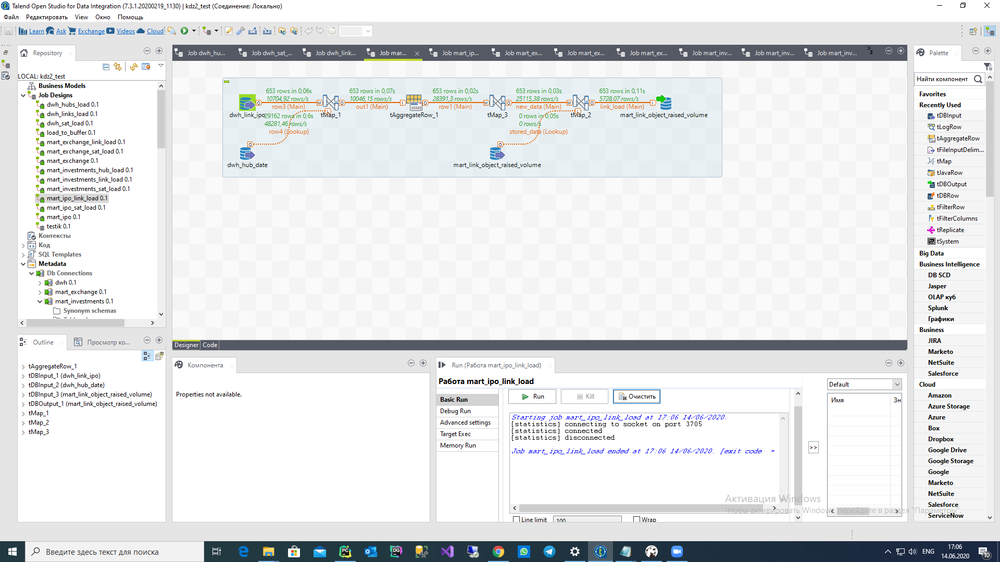 Talend Open Studio for Data Integration (7.3.1.20200219_1130) | kdz2_test (Соединение: Локально)
Файл Редактировать View Окно Помощь
Learn Ask Exchange Videos Cloud
Repository
LOCAL: kdz2_test
Business Models
Job Designs
dwh_hubs_load 0.1
dwh_links_load 0.1
dwh_sat_load 0.1
load_to_buffer 0.1
mart_exchange_link_load 0.1
mart_exchange_sat_load 0.1
mart_exchange 0.1
mart_investments_hub_load 0.1
mart_investments_link_load 0.1
mart_investments_sat_load 0.1
mart_ipo_link_load 0.1
mart_ipo_sat_load 0.1
mart_ipo 0.1
testik 0.1
Контексты
Код
SQL Templates
Metadata
Db Connections
dwh 0.1
mart_exchange 0.1
mart_investments 0.1
Synonym schemas
Outline Просмотр ко...
tAggregateRow_1
tDBInput_1 (dwh_link_ipo)
tDBInput_2 (dwh_hub_date)
tDBInput_3 (mart_link_object_raised_volume)
tDBOutput_1 (mart_link_object_raised_volume)
tMap_1
tMap_2
tMap_3
Job dwh_hu... Job dwh_sat_... Job dwh_link... Job mar... Job mart_ip... Job mart_ex... Job mart_ex... Job mart_ex... Job mart_inv... Job mart_inv... Job mart_inv... 2
653 rows in 0,06s 653 rows in 0,07s 653 rows in 0,02s 653 rows in 0,03s 653 rows in 0,11s
10704,92 rows/s 10046,15 rows/s 28391,3 rows/s 25115,38 rows/s 5728,07 rows/s
row3 (Main) out1 (Main) row1 (Main) new_data (Main) link_load (Main)
dwh_link_ipo tMap_1 tAggregateRow_1 tMap_3 tMap_2 mart_link_object_raised_volume
29162 rows in 0,6s 0 rows in 0,05s
48281,46 rows/s 0 rows/s
row4 (Lookup) stored_data (Lookup)
dwh_hub_date mart_link_object_raised_volume
Designer Code
Компонента
Properties not available.
Run (Работа mart_ipo_link_load)
Работа mart_ipo_link_load
Basic Run
Debug Run
Advanced settings
Target Exec
Memory Run
Run Kill Очистить
Starting job mart_ipo_link_load at 17:06 14/06/2020.
[statistics] connecting to socket on port 3705
[statistics] connected
[statistics] disconnected
Job mart_ipo_link_load ended at 17:06 14/06/2020. [exit code =
Line limit 100 Wrap
>>
Default
Имя Зн
Активация Windows
Чтобы активировать Windows, перейдите в раздел "Параметры".
Palette
Найти компонент
Favorites
Recently Used
tDBInput
tLogRow
tAggregateRow
tFileInputDelim...
tMap
tJavaRow
tDBOutput
tDBRow
tFilterRow
tFilterColumns
tReplicate
tSystem
Big Data
Business Intelligence
DB SCD
Jasper
OLAP куб
Splunk
Графики
Business
JIRA
Marketo
NetSuite
Salesforce
Cloud
Amazon
Azure Storage
Azure
Box
Dropbox
Google Drive
Google Storage
Google
Marketo
NetSuite
Salesforce
ServiceNow
Введите здесь текст для поиска
ENG
17:06
14.06.2020
10